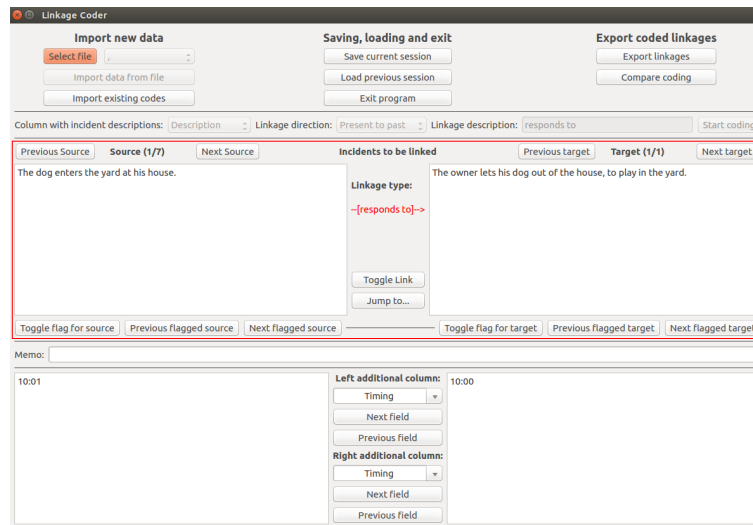 Linkage Coder
Import new data Saving, loading and exit Export coded linkages
Select file , Save current session Export linkages
Import data from file Load previous session Compare coding
Import existing codes Exit program
Column with incident descriptions: Description Linkage direction: Present to past Linkage description: responds to Start coding
Previous Source Source (1/7) Next Source Incidents to be linked Previous target Target (1/1) Next target
The dog enters the yard at his house. The owner lets his dog out of the house, to play in the yard.
Linkage type:
--[responds to]-->
Toggle Link
Jump to...
Toggle flag for source Previous flagged source Next flagged source Toggle flag for target Previous flagged target Next flagged target
Memo:
10:01 Left additional column: 10:00
Timing
Next field
Previous field
Right additional column:
Timing
Next field
Previous field